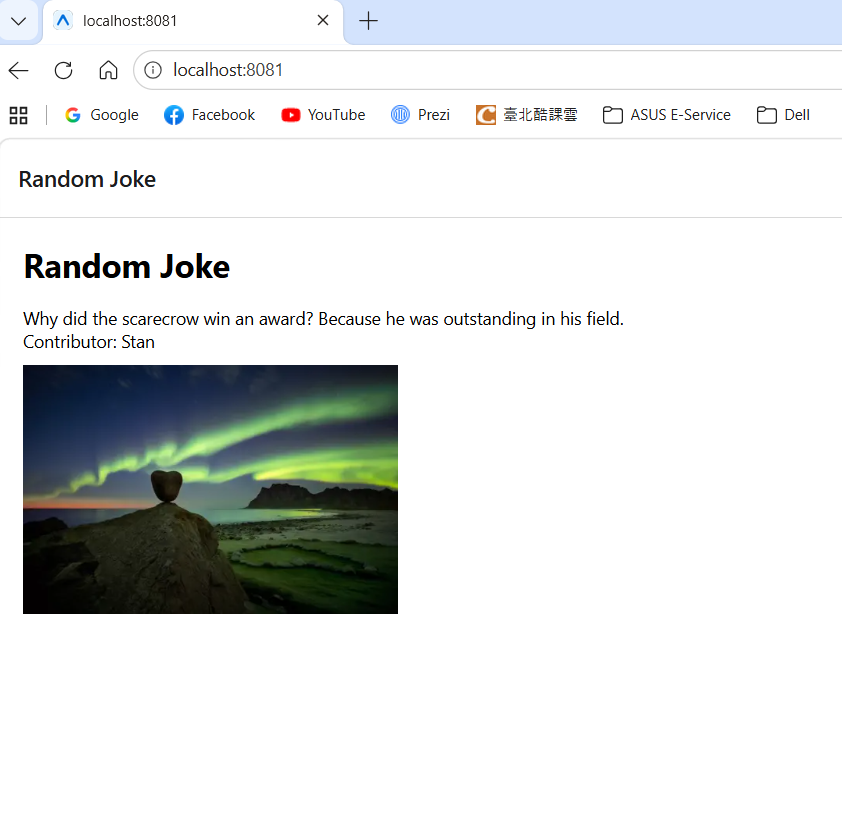 localhost:8081
localhost:8081
Google Facebook YouTube Prezi 臺北酷課雲 ASUS E-Service Dell
Random Joke
Random Joke
Why did the scarecrow win an award? Because he was outstanding in his field.
Contributor: Stan